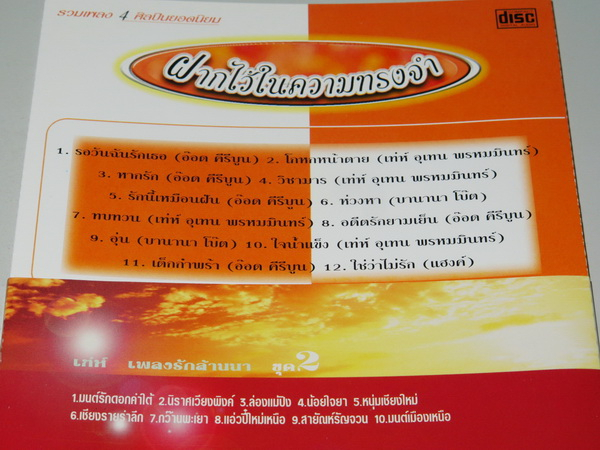 รวมเพลง 4 ศิลปินยอดนิยม
disc
ฝากไว้ในความทรงจำ
1. รอวันฉันรักเธอ (อ๊อด คีรีบูน) 2. โกหกหน้าตาย (เท่ห์ อุเทน พรหมมินทร์)
3. หากรัก (อ๊อด คีรีบูน) 4. วิชามาร (เท่ห์ อุเทน พรหมมินทร์)
5. รักนี้เหมือนฝัน (อ๊อด คีรีบูน) 6. ห่วงหา (บานานา โบ๊ต)
7. ทบทวน (เท่ห์ อุเทน พรหมมินทร์) 8. อดีตรักยามเย็น (อ๊อด คีรีบูน)
9. อุ่น (บานานา โบ๊ต) 10. ใจน้ำแข็ง (เท่ห์ อุเทน พรหมมินทร์)
11. เด็กกำพร้า (อ๊อด คีรีบูน) 12. ใช่ว่าไม่รัก (แฮงค์)
เท่ห์ เพลงรักล้านนา ชุด 2
1.มนต์รักดอกคำใต้ 2.นิราศเวียงพิงค์ 3.ล่องแม่ปิง 4.น้อยใจยา 5.หนุ่มเชียงใหม่
6.เชียงรายรำลึก 7.กว๊านพะเยา 8.แอ่วปี๋ใหม่เหนือ 9.สายัณห์รัญจวน 10.มนต์เมืองเหนือ